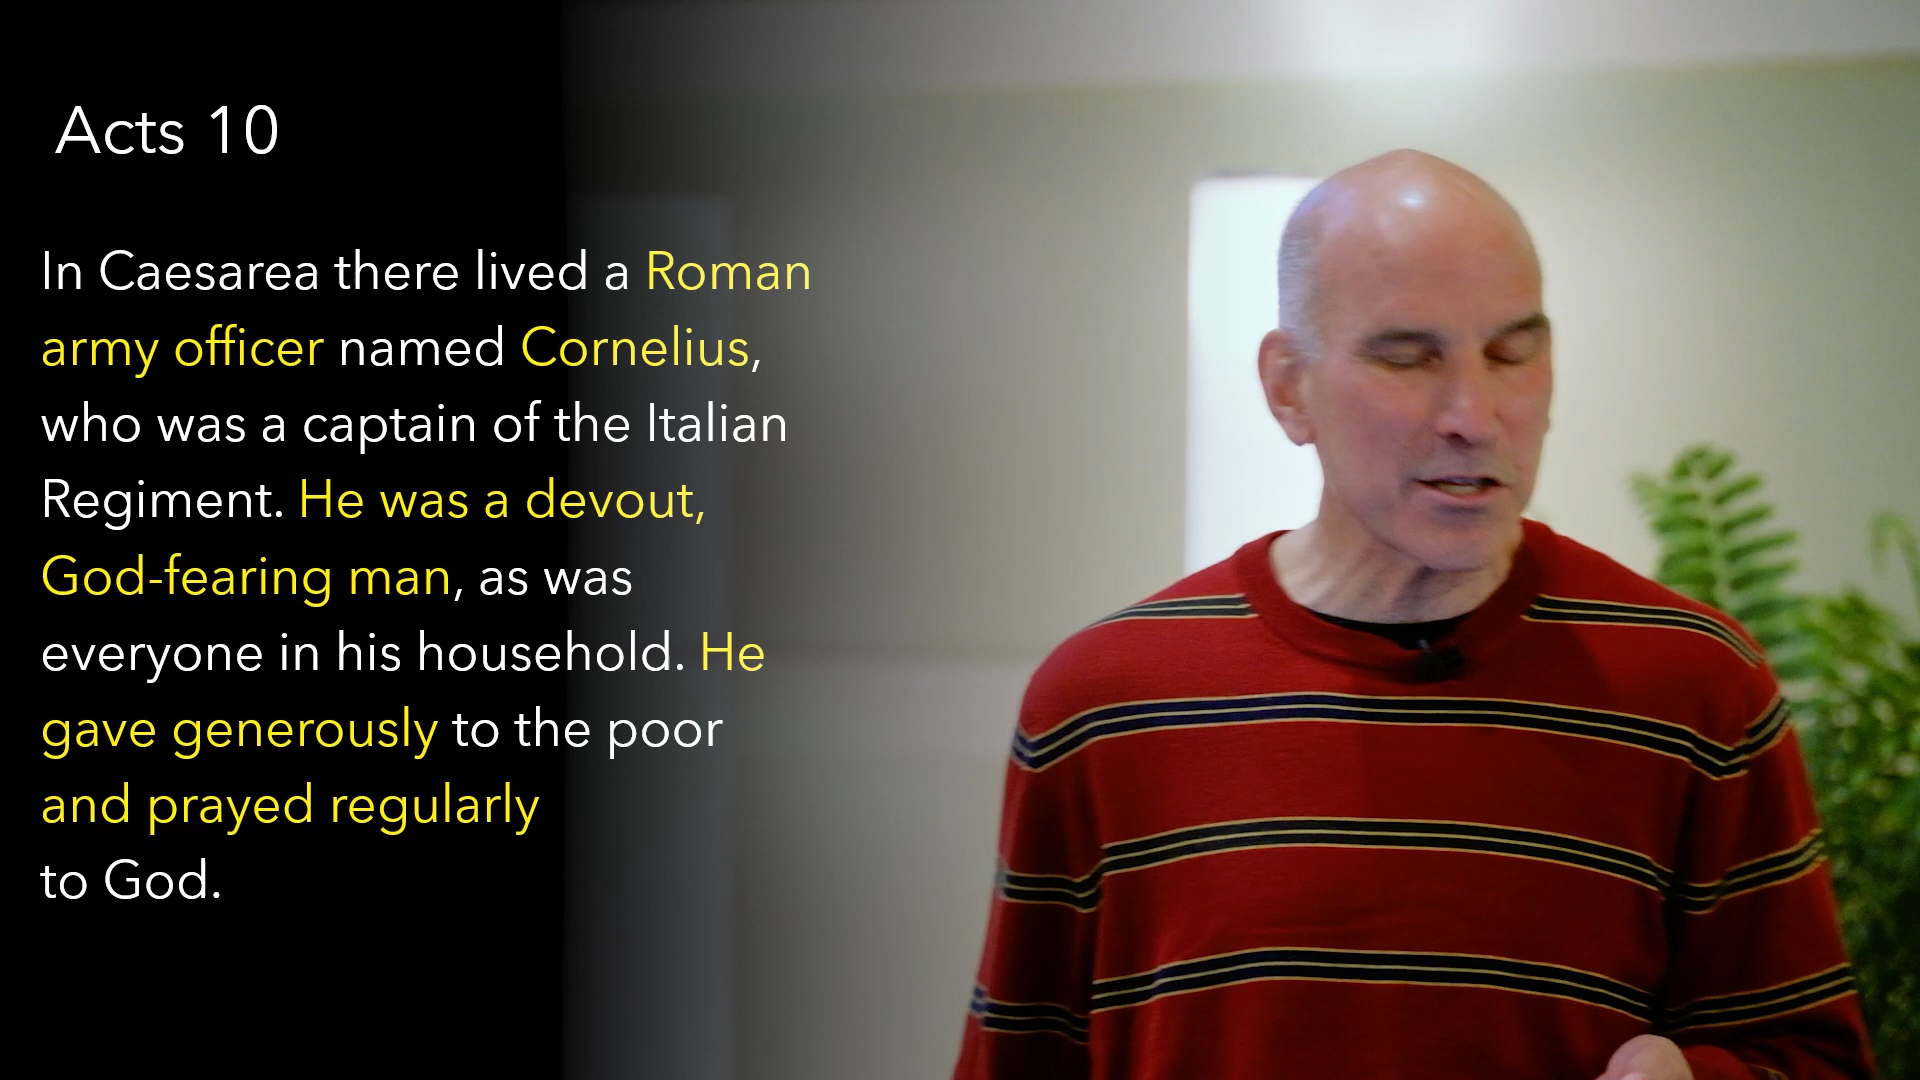 Acts 10
In Caesarea there lived a Roman
army officer named Cornelius,
who was a captain of the Italian
Regiment. He was a devout,
God-fearing man, as was
everyone in his household. He
gave generously to the poor
and prayed regularly
to God.